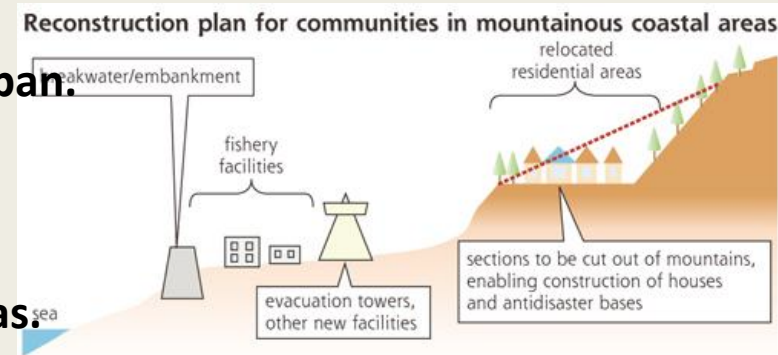 Reconstruction plan for communities in mountainous coastal areas
relocated
residential areas
pan.
breakwater/embankment
fishery
facilities
sections to be cut out of mountains,
enabling construction of houses
and antidisaster bases
evacuation towers,
other new facilities
as.
sea